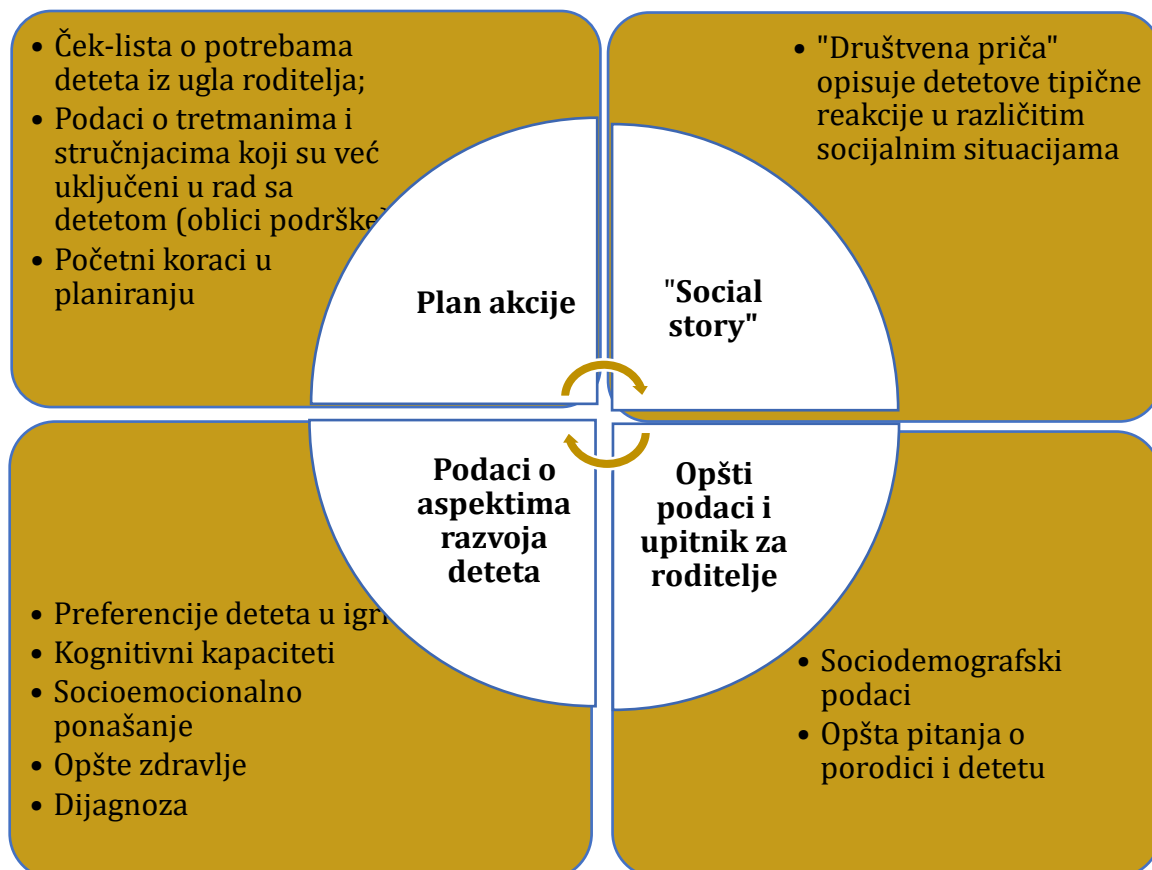 • Ček-lista o potrebama
deteta iz ugla roditelja;
• Podaci o tretmanima i
stručnjacima koji su već
uključeni u rad sa
detetom (oblici podrške)
• Početni koraci u
planiranju
• "Društvena priča"
opisuje detetove tipične
reakcije u različitim
socijalnim situacijama
Plan akcije
"Social
story"
Podaci o
aspektima
razvoja
deteta
Opšti
podaci i
upitnik za
roditelje
• Preferencije deteta u igri
• Kognitivni kapaciteti
• Socioemocionalno
ponašanje
• Opšte zdravlje
• Dijagnoza
• Sociodemografski
podaci
• Opšta pitanja o
porodici i detetu